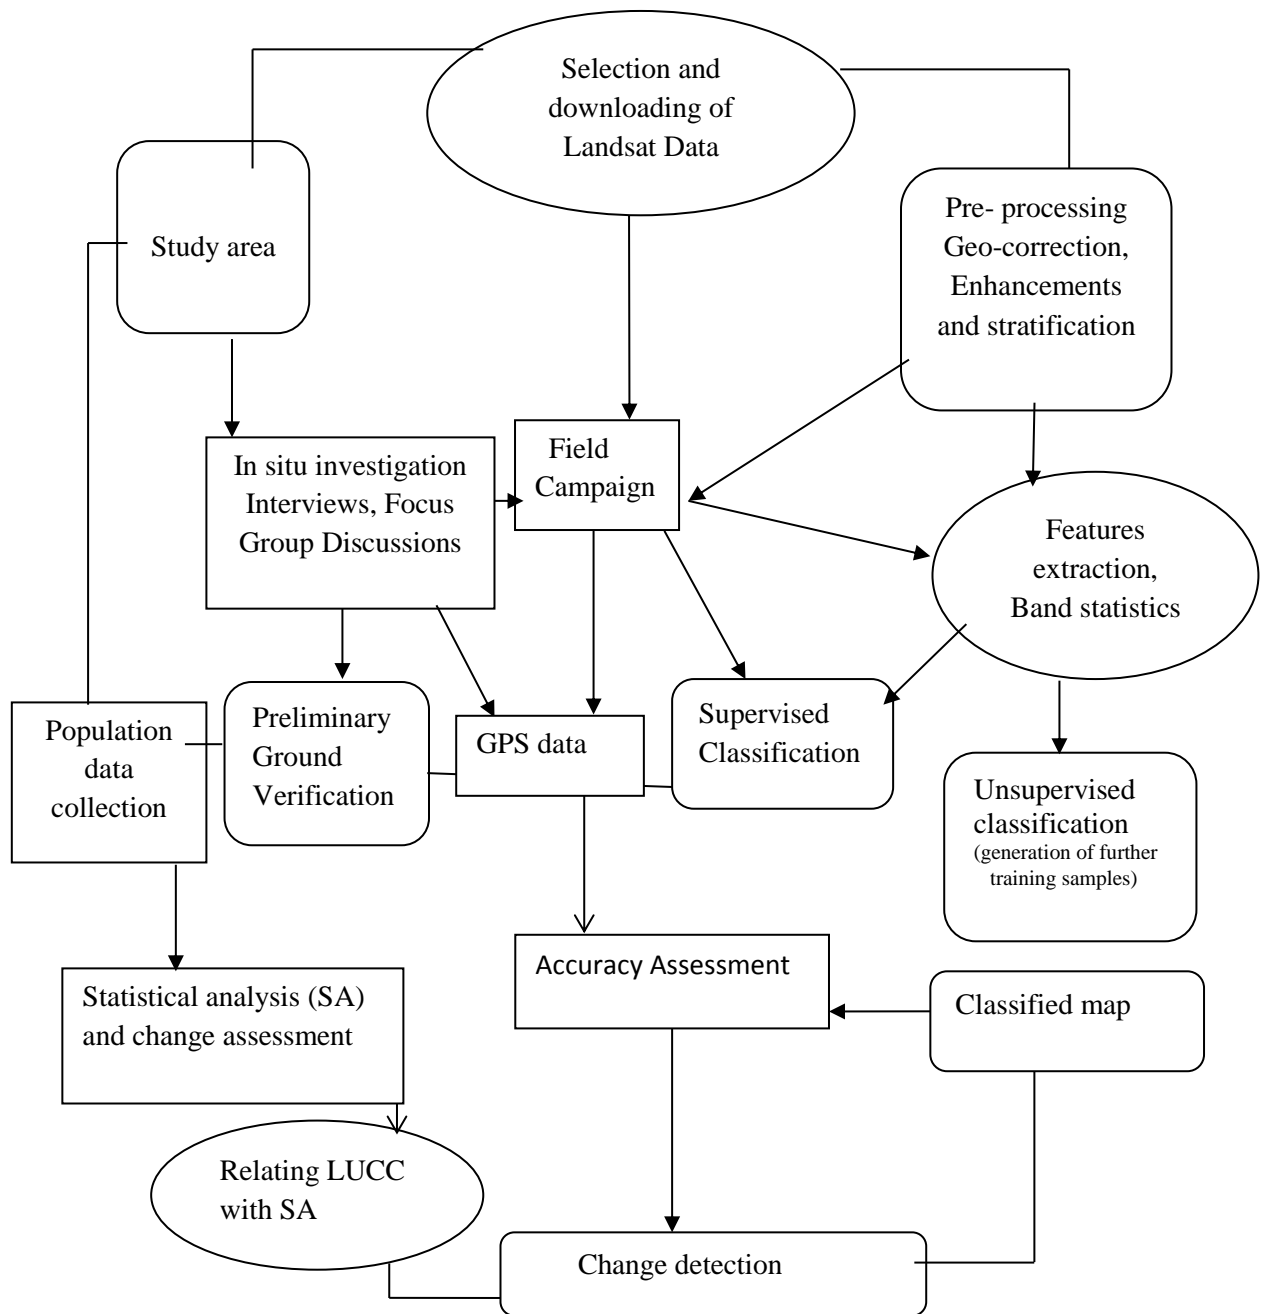 Selection and
downloading of
Landsat Data
Study area
Pre- processing
Geo-correction,
Enhancements
and stratification
In situ investigation
Interviews, Focus
Group Discussions
Field
Campaign
Features
extraction,
Band statistics
Population
data
collection
Preliminary
Ground
Verification
GPS data
Supervised
Classification
Unsupervised
classification
(generation of further
training samples)
Statistical analysis (SA)
and change assessment
Accuracy Assessment
Classified map
Relating LUCC
with SA
Change detection